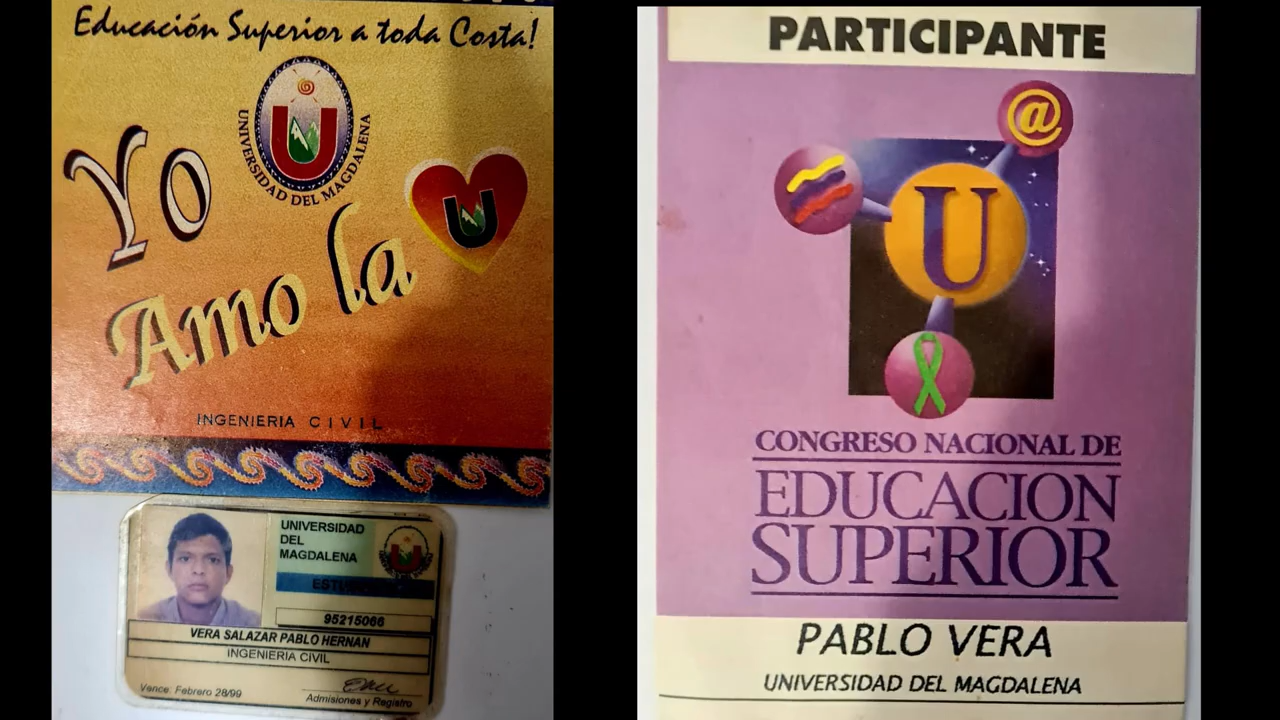 Educación Superior a toda Costa!
UNIVERSIDAD DEL MAGDALENA
Yo
Amo la
U
INGENIERIA CIVIL
UNIVERSIDAD
DEL
MAGDALENA
95215066
VERA SALAZAR PABLO HERNAN
INGENIERIA CIVIL
Vence. Febrero 28/99
Admisiones y Registro
PARTICIPANTE
@
U
CONGRESO NACIONAL DE
EDUCACION
SUPERIOR
PABLO VERA
UNIVERSIDAD DEL MAGDALENA